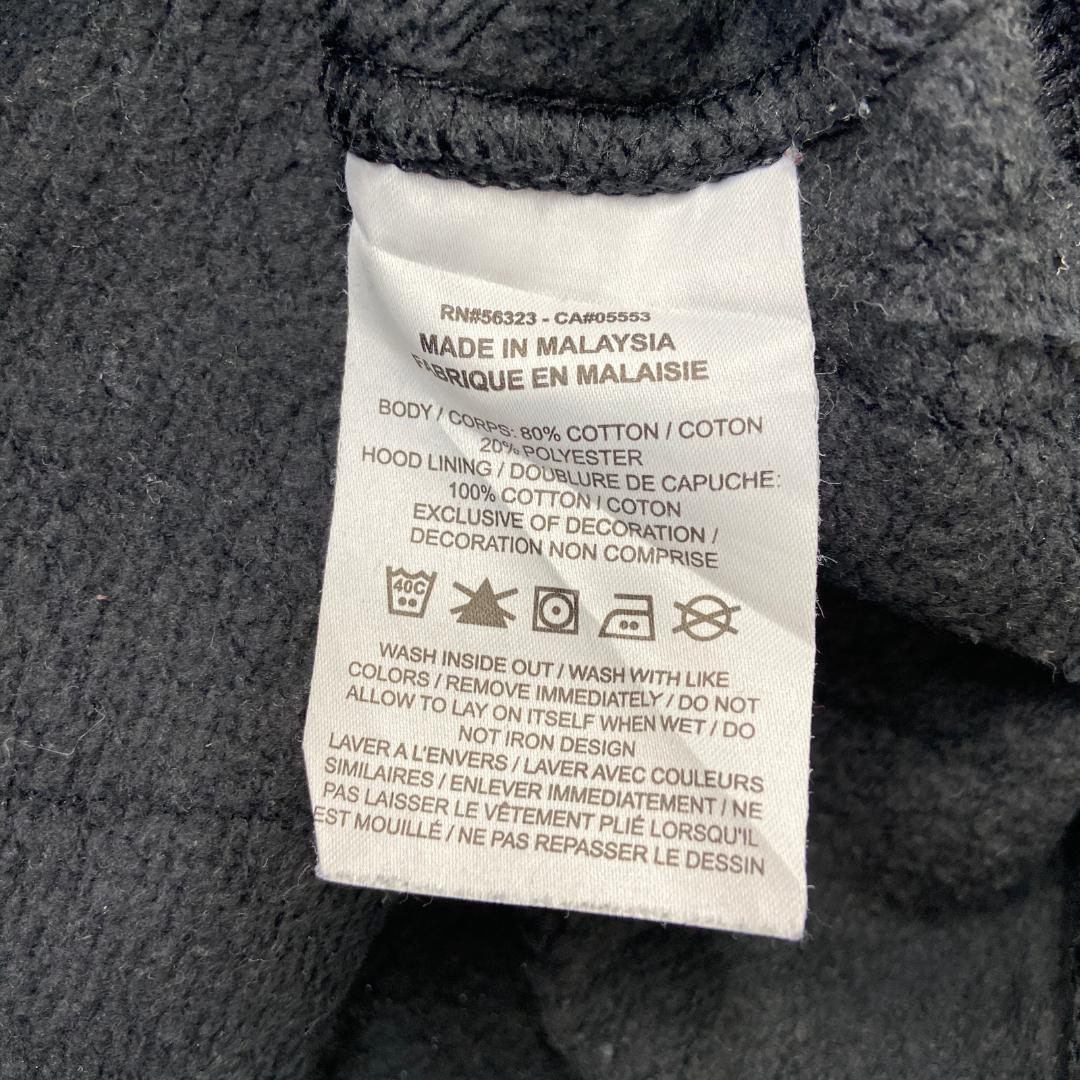 RN#56323 - CA#05553
MADE IN MALAYSIA
FABRIQUE EN MALAISIE
BODY / CORPS: 80% COTTON / COTON
20% POLYESTER
HOOD LINING / DOUBLURE DE CAPUCHE:
100% COTTON / COTON
EXCLUSIVE OF DECORATION /
DECORATION NON COMPRISE
40C
WASH INSIDE OUT / WASH WITH LIKE
COLORS / REMOVE IMMEDIATELY / DO NOT
ALLOW TO LAY ON ITSELF WHEN WET / DO
NOT IRON DESIGN
LAVER A L'ENVERS / LAVER AVEC COULEURS
SIMILAIRES / ENLEVER IMMEDIATEMENT / NE
PAS LAISSER LE VÊTEMENT PLIÉ LORSQU'IL
EST MOUILLÉ / NE PAS REPASSER LE DESSIN